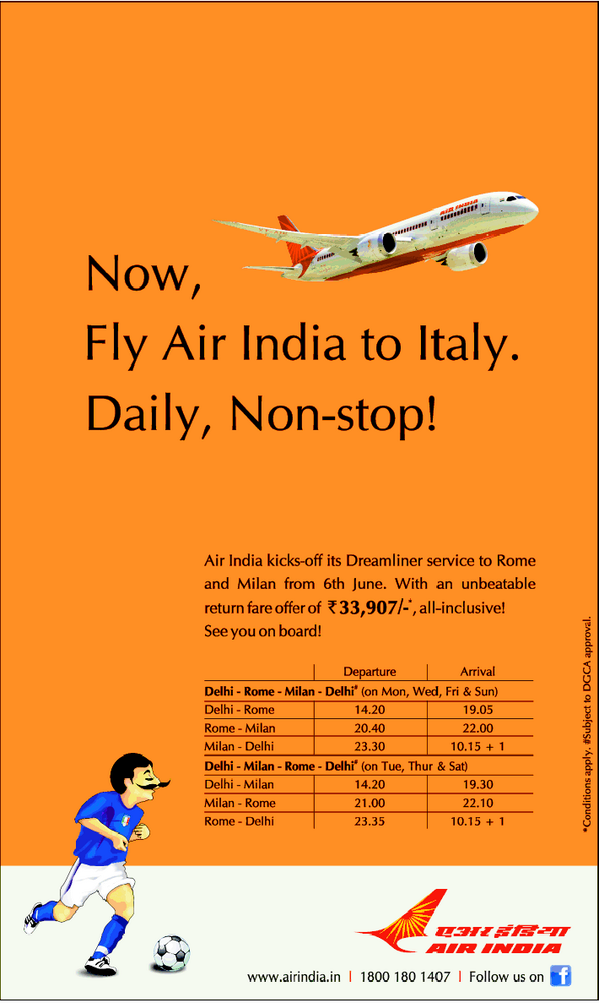 AIR INDIA
Now,
Fly Air India to Italy.
Daily, Non-stop!
Air India kicks-off its Dreamliner service to Rome
and Milan from 6th June. With an unbeatable
return fare offer of ₹33,907/-*, all-inclusive!
See you on board!
Departure Arrival
Delhi - Rome - Milan - Delhi# (on Mon, Wed, Fri & Sun)
Delhi - Rome 14.20 19.05
Rome - Milan 20.40 22.00
Milan - Delhi 23.30 10.15 + 1
Delhi - Milan - Rome - Delhi# (on Tue, Thur & Sat)
Delhi - Milan 14.20 19.30
Milan - Rome 21.00 22.10
Rome - Delhi 23.35 10.15 + 1
*Conditions apply. #Subject to DGCA approval.
एअर इंडिया
AIR INDIA
www.airindia.in | 1800 180 1407 | Follow us on f